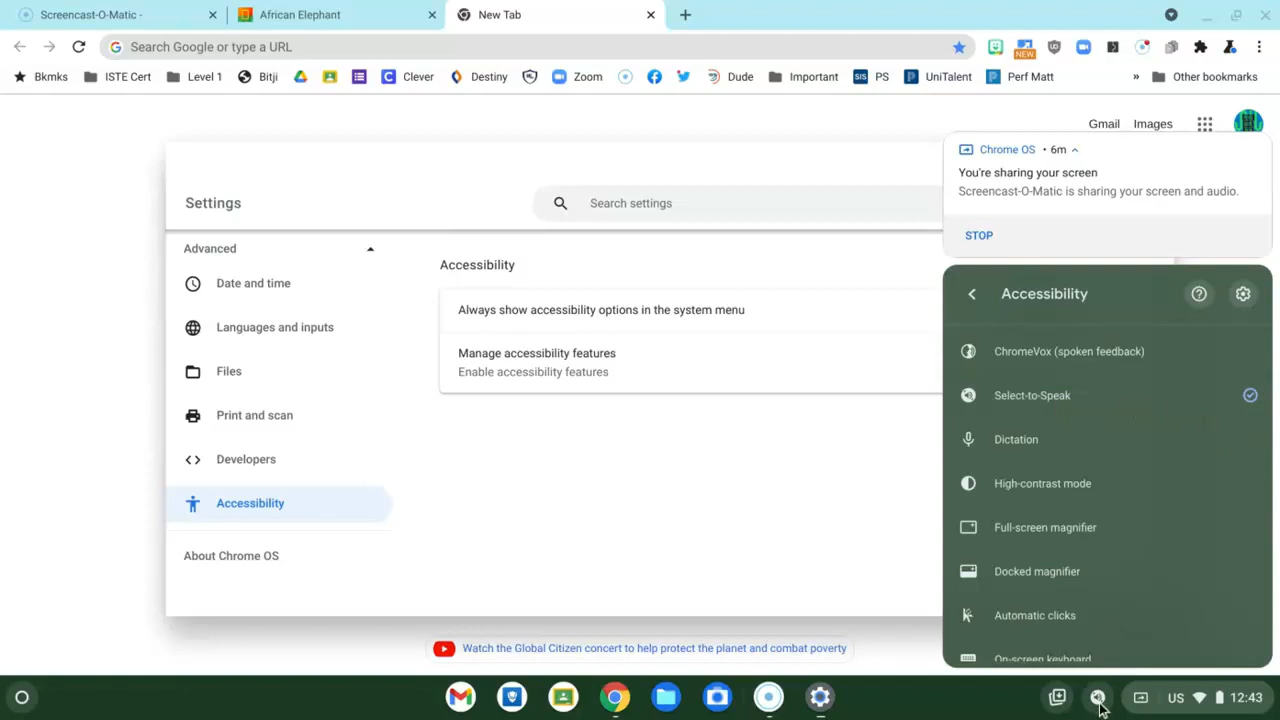 Screencast-O-Matic -
African Elephant
New Tab
Search Google or type a URL
NEW
Bkmks
ISTE Cert
Level 1
Bitji
Clever
Destiny
Zoom
Dude
Important
SIS PS
UniTalent
Perf Matt
»
Other bookmarks
Gmail
Images
Chrome OS • 6m
You're sharing your screen
Screencast-O-Matic is sharing your screen and audio.
STOP
Settings
Search settings
Advanced
Date and time
Languages and inputs
Files
Print and scan
Developers
Accessibility
About Chrome OS
Accessibility
Always show accessibility options in the system menu
Manage accessibility features
Enable accessibility features
Accessibility
ChromeVox (spoken feedback)
Select-to-Speak
Dictation
High-contrast mode
Full-screen magnifier
Docked magnifier
Automatic clicks
On-screen keyboard
Watch the Global Citizen concert to help protect the planet and combat poverty
US
12:43